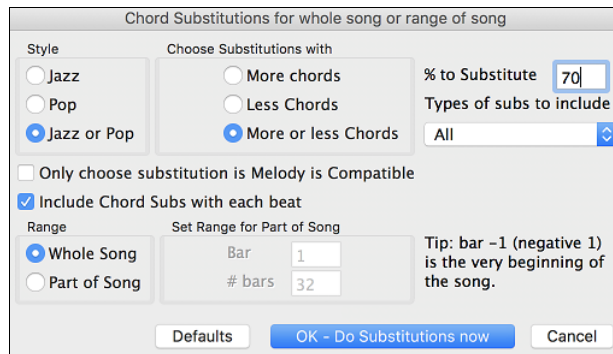 Chord Substitutions for whole song or range of song
Style
Jazz
Pop
Jazz or Pop
Choose Substitutions with
More chords
Less Chords
More or less Chords
% to Substitute 70
Types of subs to include
All
Only choose substitution is Melody is Compatible
Include Chord Subs with each beat
Range
Whole Song
Part of Song
Set Range for Part of Song
Bar 1
# bars 32
Tip: bar -1 (negative 1)
is the very beginning of
the song.
Defaults
OK - Do Substitutions now
Cancel